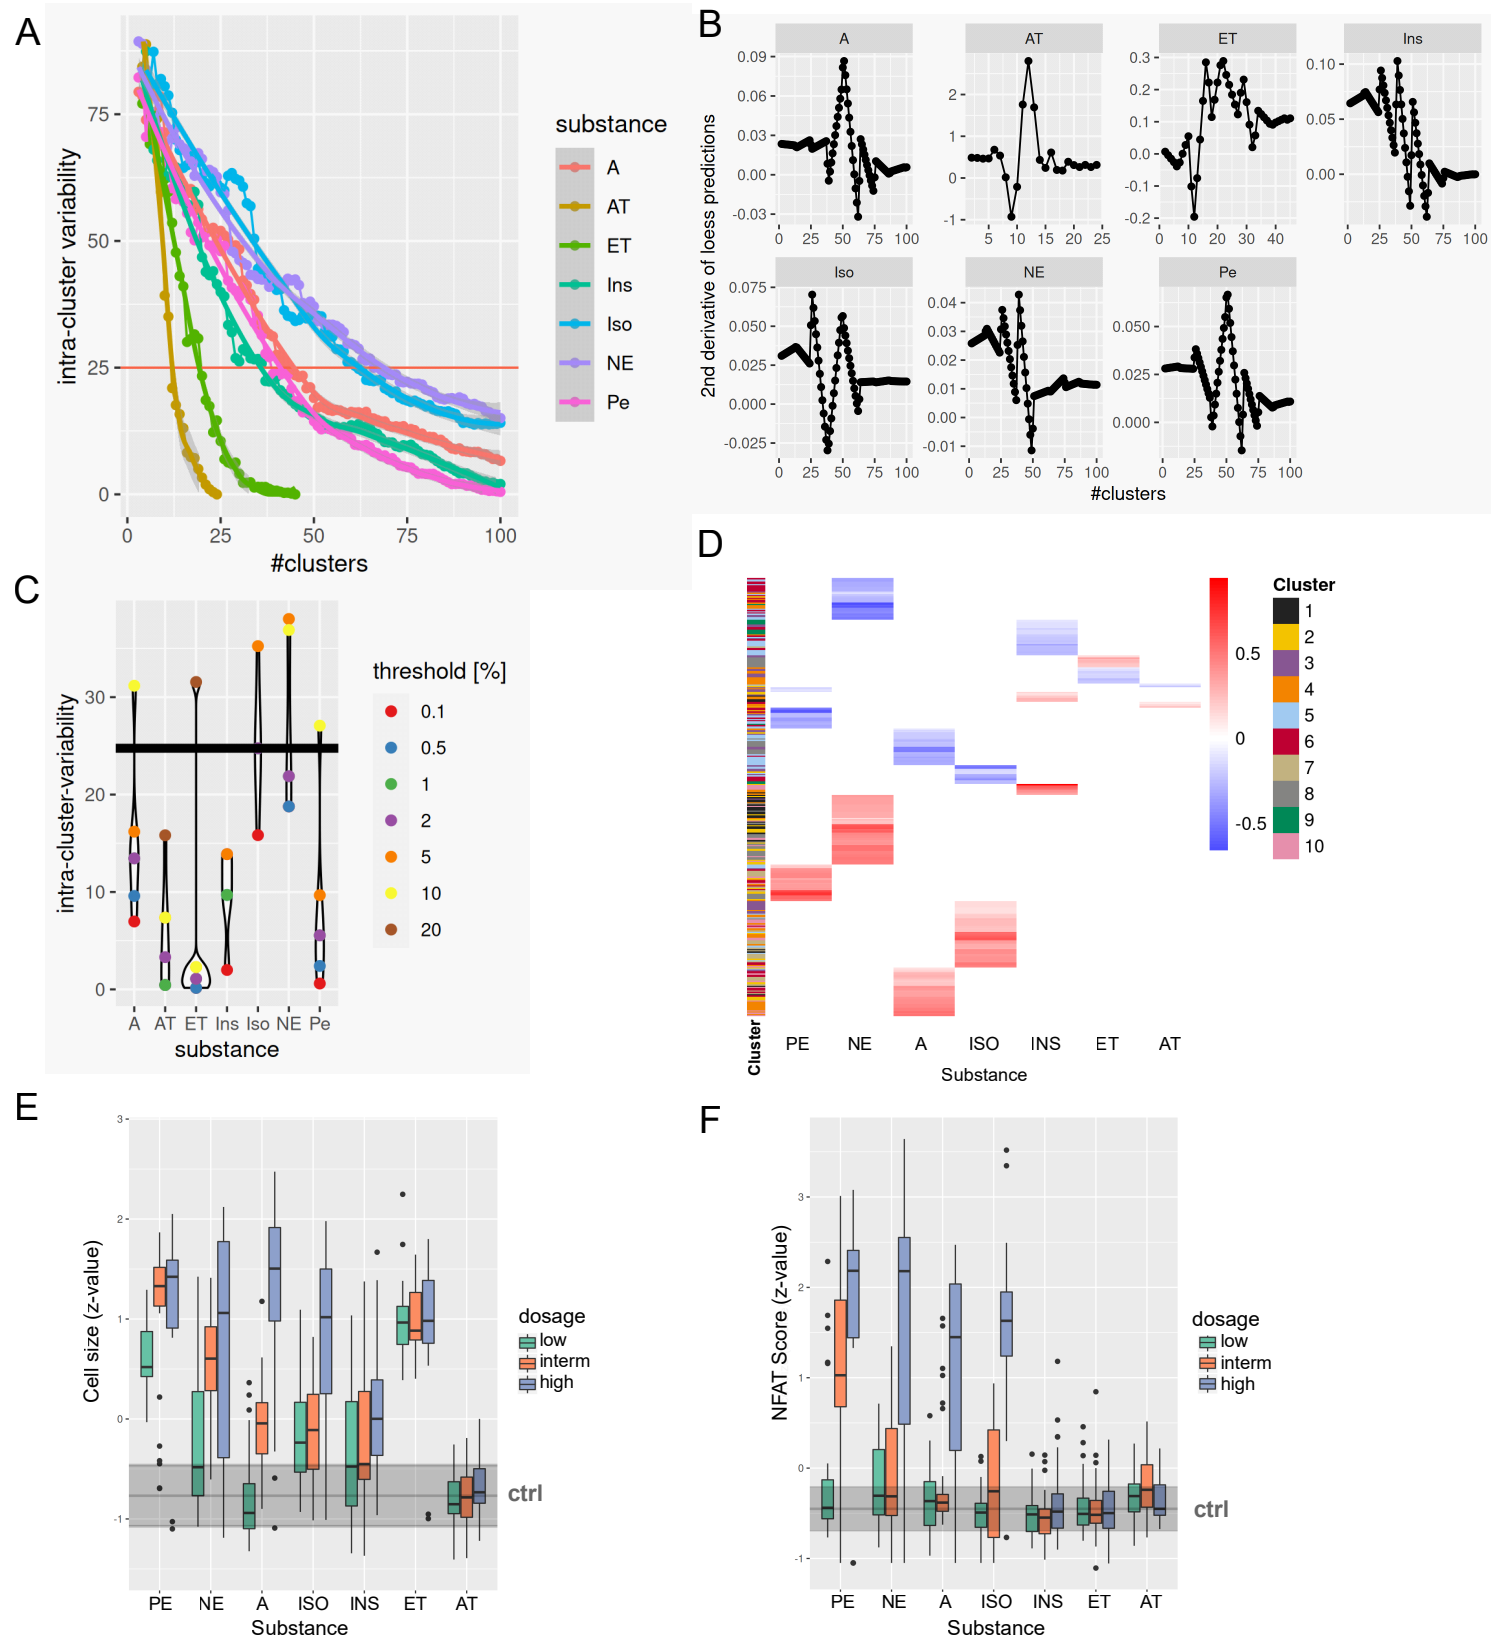 A
intra-cluster variability
75
50
25
0
0 25 50 75 100
#clusters
substance
A
AT
ET
Ins
Iso
NE
Pe
B
2nd derivative of loess predictions
A AT ET Ins
0.09
0.06
0.03
0.00
-0.03
0 25 50 75 100
2
1
0
-1
5 10 15 20 25
0.3
0.2
0.1
0.0
-0.1
-0.2
0 10 20 30 40
0.10
0.05
0.00
0 25 50 75 100
Iso NE Pe
0.075
0.050
0.025
0.000
-0.025
0 25 50 75 100
0.04
0.03
0.02
0.01
0.00
-0.01
0 25 50 75 100
0.050
0.025
0.000
0 25 50 75 100
#clusters
C
intra-cluster-variability
30
20
10
0
A AT ET Ins Iso NE Pe
substance
threshold [%]
0.1
0.5
1
2
5
10
20
D
Cluster
PE NE A ISO INS ET AT
Substance
0.5
0
-0.5
Cluster
1
2
3
4
5
6
7
8
9
10
E
Cell size (z-value)
3
2
1
0
-1
ctrl
PE NE A ISO INS ET AT
Substance
dosage
low
interm
high
F
NFAT Score (z-value)
3
2
1
0
-1
ctrl
PE NE A ISO INS ET AT
Substance
dosage
low
interm
high